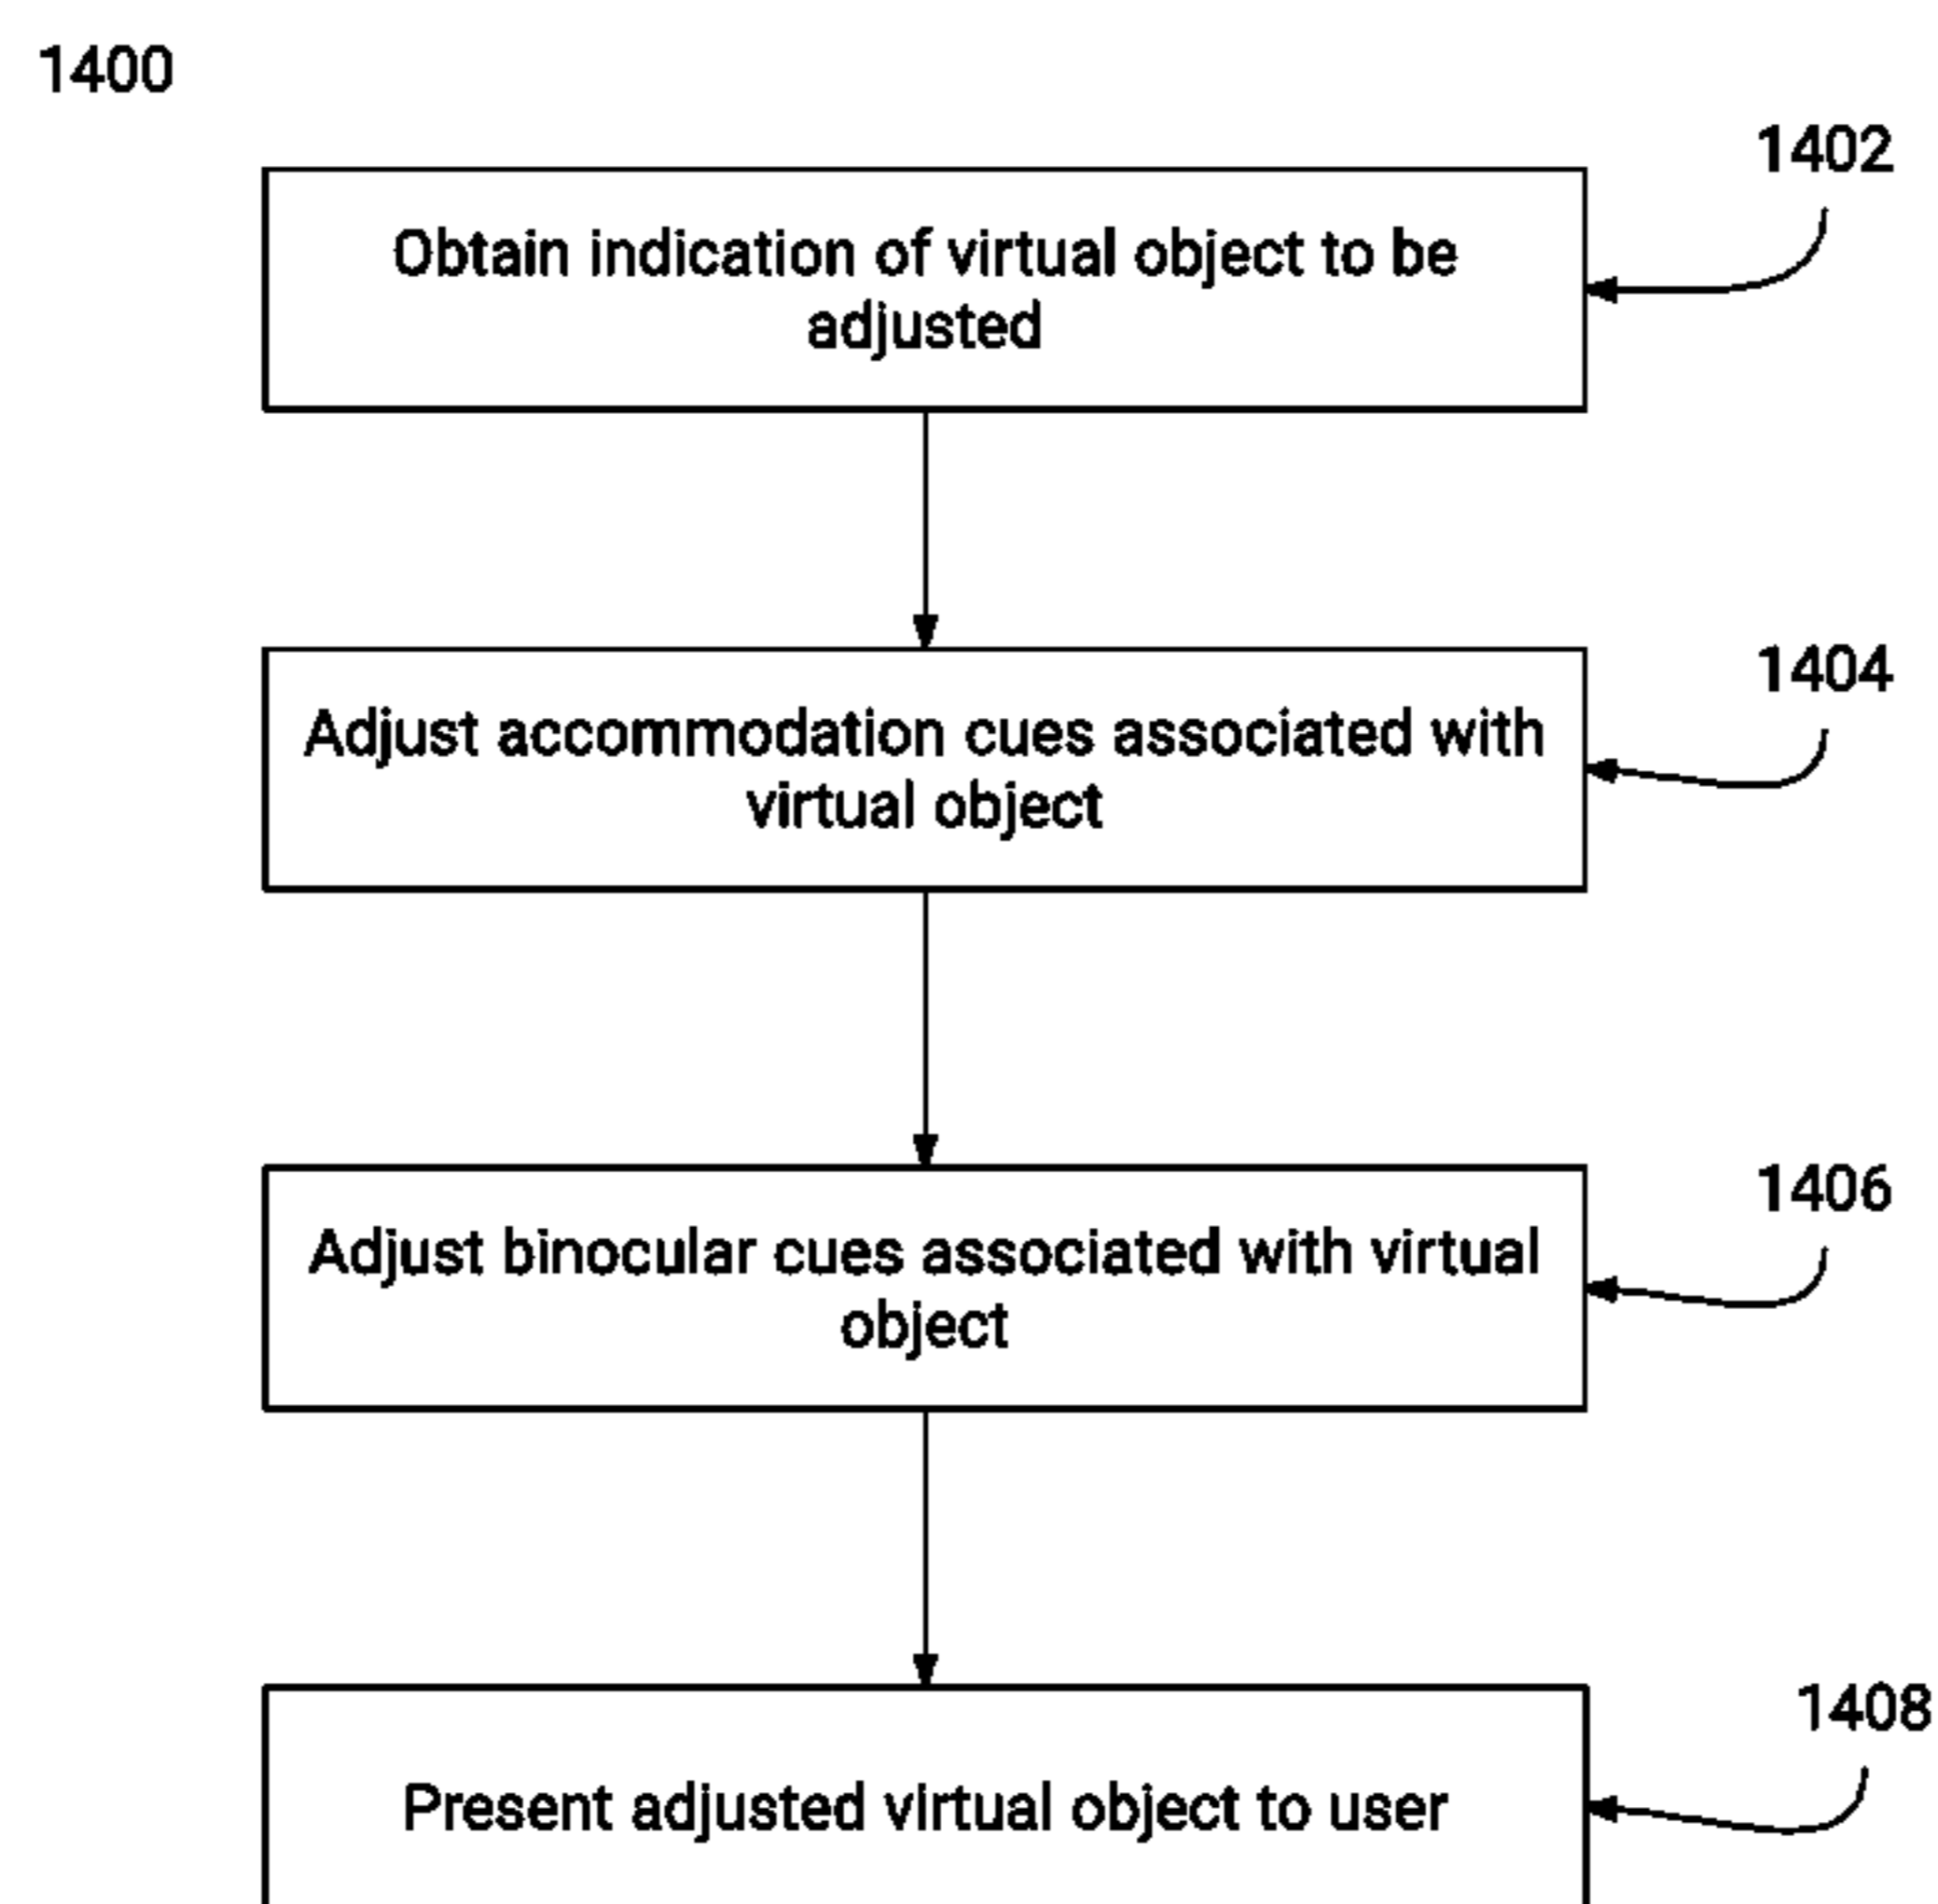 1400
1402
Obtain indication of virtual object to be
adjusted
1404
Adjust accommodation cues associated with
virtual object
1406
Adjust binocular cues associated with virtual
object
1408
Present adjusted virtual object to user